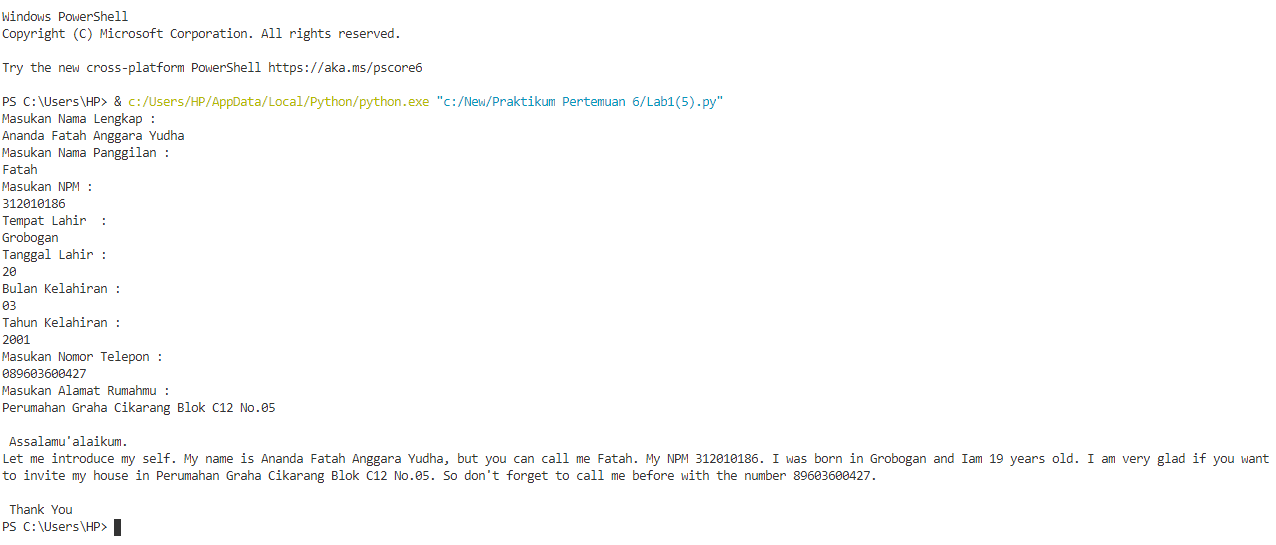 Windows PowerShell
Copyright (C) Microsoft Corporation. All rights reserved.
Try the new cross-platform PowerShell https://aka.ms/pscore6
PS C:\Users\HP> & c:/Users/HP/AppData/Local/Python/python.exe "c:/New/Praktikum Pertemuan 6/Lab1(5).py"
Masukan Nama Lengkap :
Ananda Fatah Anggara Yudha
Masukan Nama Panggilan :
Fatah
Masukan NPM :
312010186
Tempat Lahir  :
Grobogan
Tanggal Lahir :
20
Bulan Kelahiran :
03
Tahun Kelahiran :
2001
Masukan Nomor Telepon :
089603600427
Masukan Alamat Rumahmu :
Perumahan Graha Cikarang Blok C12 No.05
Assalamu'alaikum.
Let me introduce my self. My name is Ananda Fatah Anggara Yudha, but you can call me Fatah. My NPM 312010186. I was born in Grobogan and Iam 19 years old. I am very glad if you want
to invite my house in Perumahan Graha Cikarang Blok C12 No.05. So don't forget to call me before with the number 89603600427.
Thank You
PS C:\Users\HP>